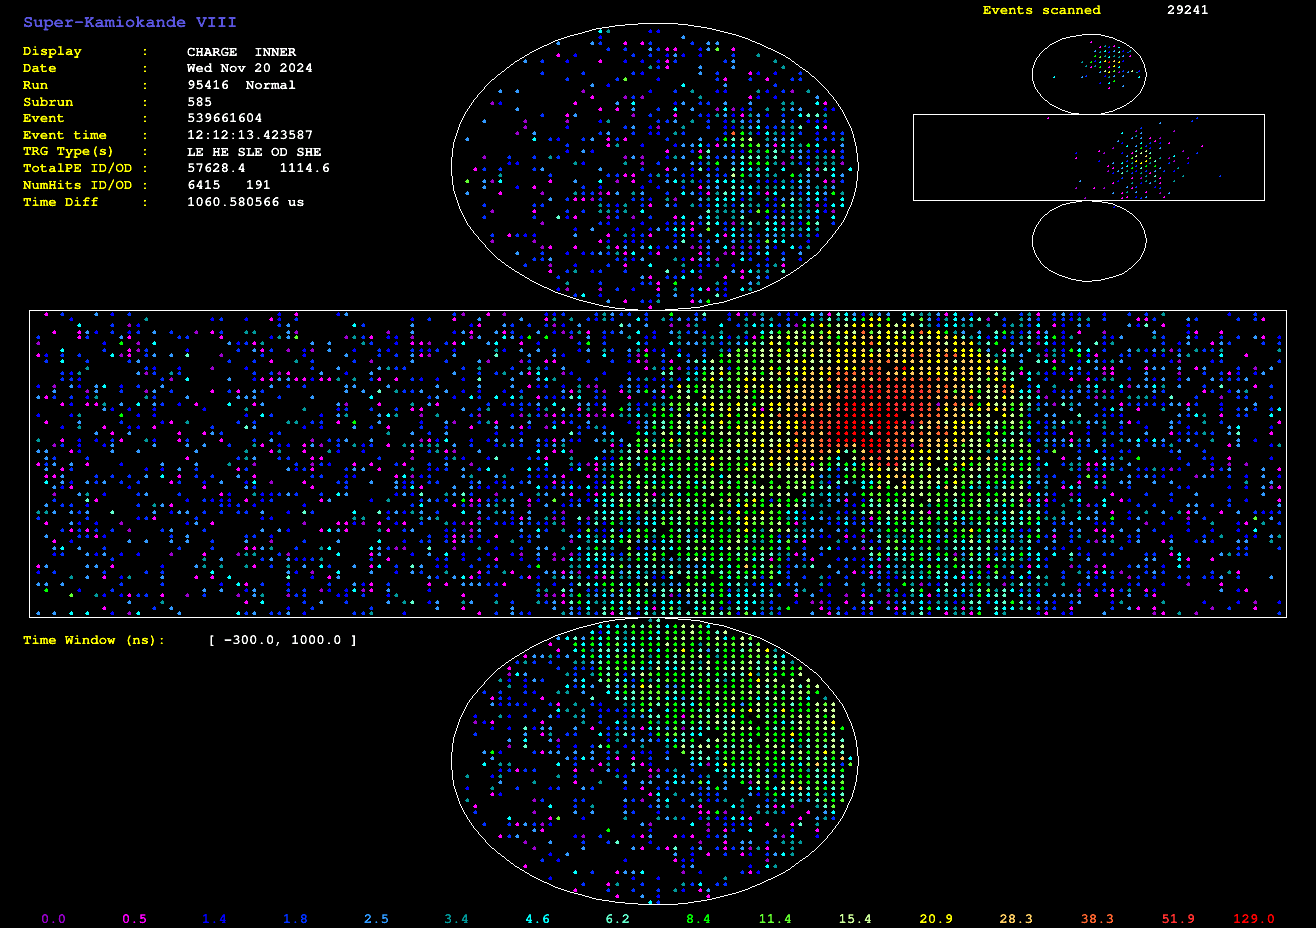 Super-Kamiokande VIII
Display : CHARGE INNER
Date : Wed Nov 20 2024
Run : 95416 Normal
Subrun : 585
Event : 539661604
Event time : 12:12:13.423587
TRG Type(s) : LE HE SLE OD SHE
TotalPE ID/OD : 57628.4 1114.6
NumHits ID/OD : 6415 191
Time Diff : 1060.580566 us
Events scanned 29241
Time Window (ns): [ -300.0, 1000.0 ]
0.0 0.5 1.4 1.8 2.5 3.4 4.6 6.2 8.4 11.4 15.4 20.9 28.3 38.3 51.9 129.0